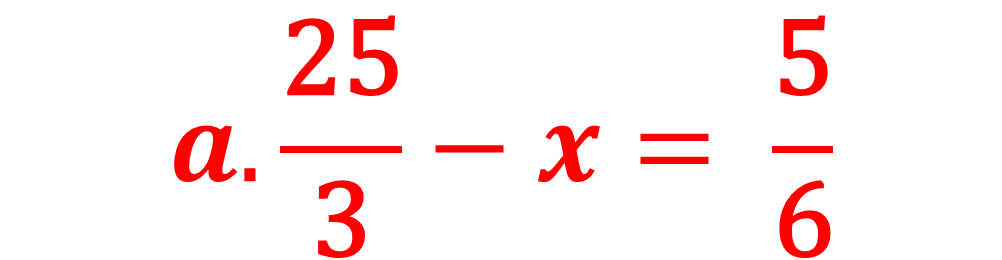 a. 25/3 − x = 5/6